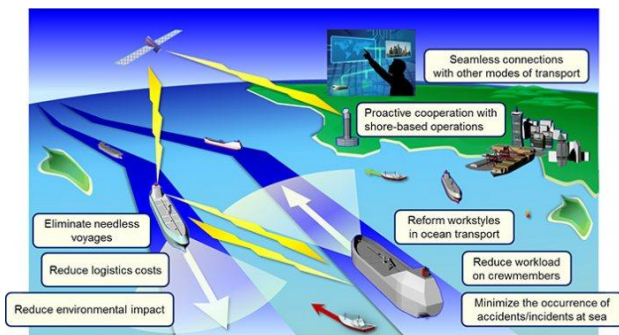 Seamless connections
with other modes of transport
Proactive cooperation with
shore-based operations
Eliminate needless
voyages
Reform workstyles
in ocean transport
Reduce logistics costs
Reduce workload
on crewmembers
Reduce environmental impact
Minimize the occurrence of
accidents/incidents at sea